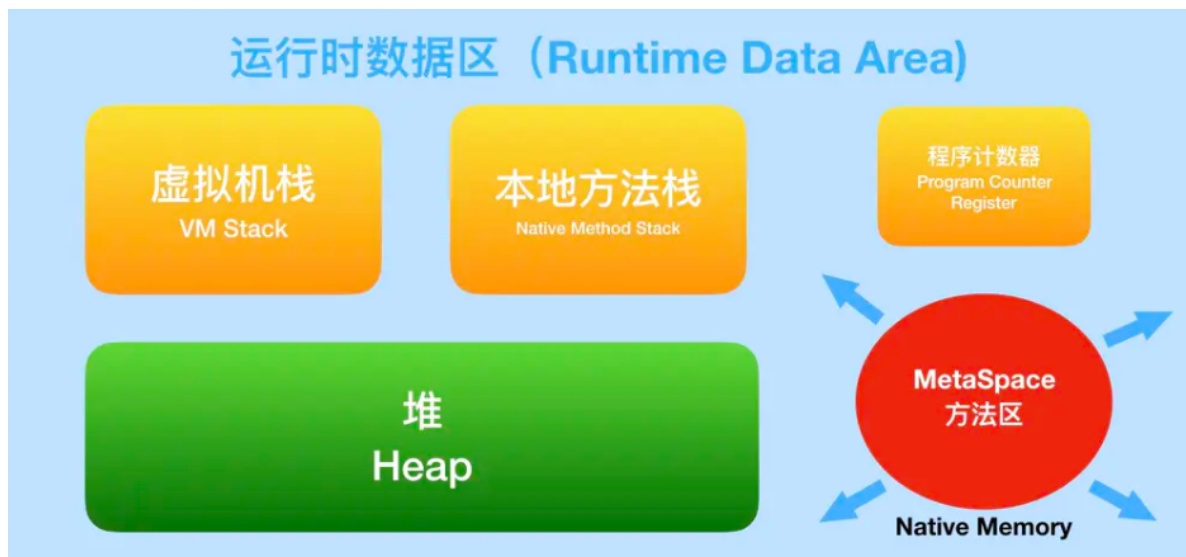 运行时数据区（Runtime Data Area)
虚拟机栈
VM Stack
本地方法栈
Native Method Stack
程序计数器
Program Counter
Register
堆
Heap
MetaSpace
方法区
Native Memory